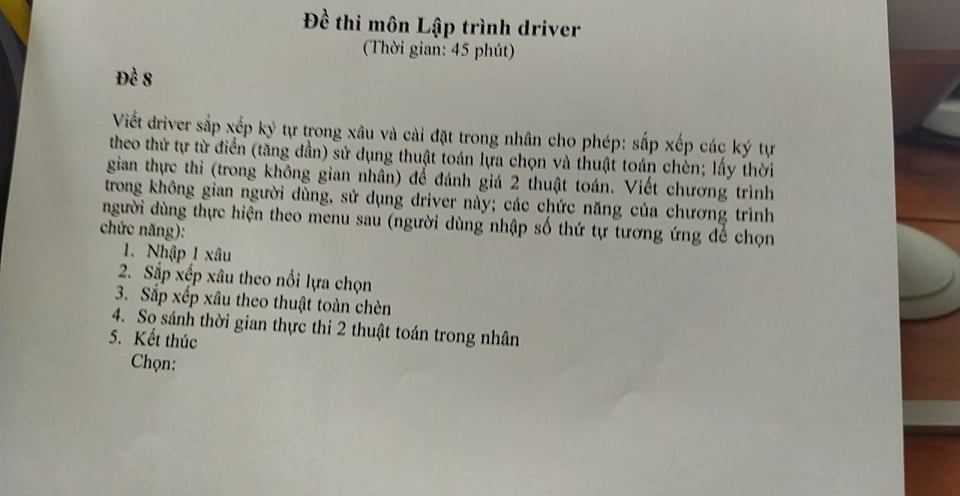 Đề thi môn Lập trình driver
(Thời gian: 45 phút)
Đề 8
Viết driver sắp xếp ký tự trong xâu và cài đặt trong nhân cho phép: sắp xếp các ký tự
theo thứ tự từ điển (tăng dần) sử dụng thuật toán lựa chọn và thuật toán chèn; lấy thời
gian thực thi (trong không gian nhân) để đánh giá 2 thuật toán. Viết chương trình
trong không gian người dùng, sử dụng driver này; các chức năng của chương trình
người dùng thực hiện theo menu sau (người dùng nhập số thứ tự tương ứng để chọn
chức năng):
1. Nhập 1 xâu
2. Sắp xếp xâu theo nổi lựa chọn
3. Sắp xếp xâu theo thuật toàn chèn
4. So sánh thời gian thực thi 2 thuật toán trong nhân
5. Kết thúc
Chọn: